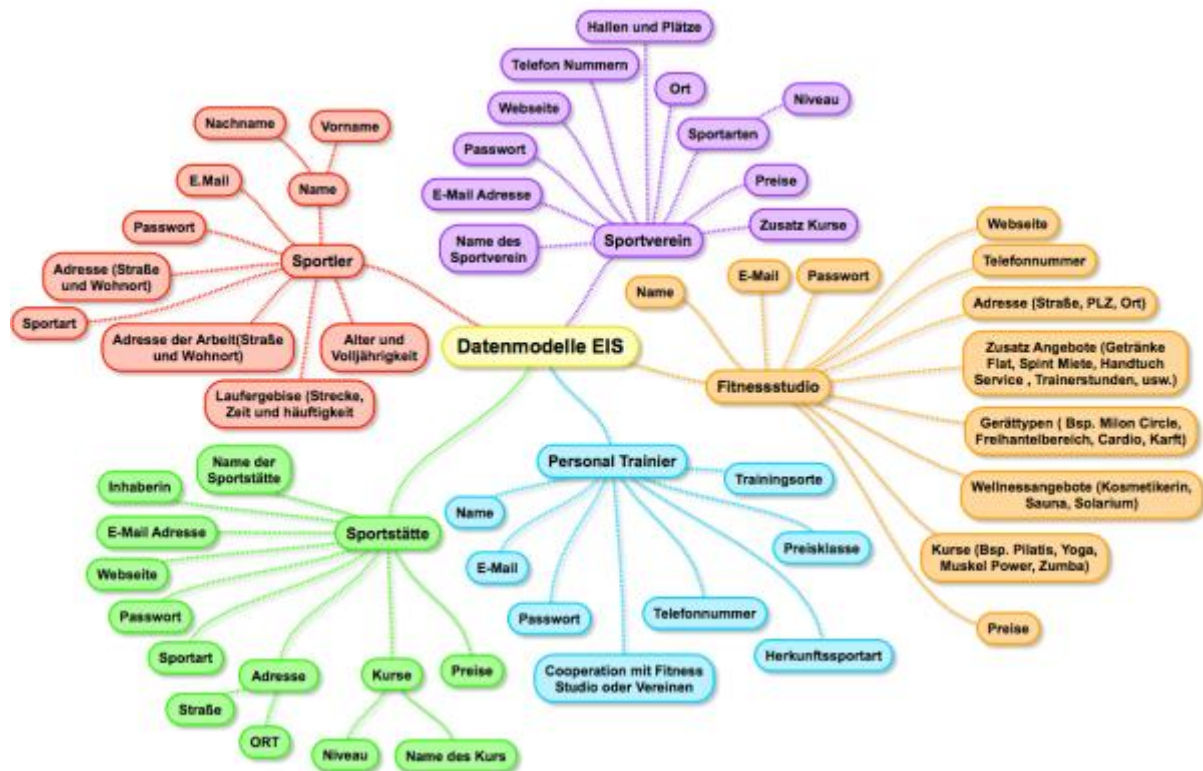 Hallen und Plätze
Telefon Nummern
Ort
Niveau
Webseite
Sportarten
Passwort
Preise
E-Mail Adresse
Zusatz Kurse
Name des
Sportverein
Sportverein
Nachname
Vorname
E.Mail
Name
Passwort
Sportler
Adresse (Straße
und Wohnort)
Sportart
Adresse der Arbeit(Straße
und Wohnort)
Alter und
Volljährigkeit
Laufergebise (Strecke,
Zeit und häuftigkeit
Datenmodelle EIS
Webseite
E-Mail
Passwort
Telefonnummer
Name
Adresse (Straße, PLZ, Ort)
Zusatz Angebote (Getränke
Flat, Spint Miete, Handtuch
Service , Trainerstunden, usw.)
Fitnessstudio
Gerättypen ( Bsp. Milon Circle,
Freihantelbereich, Cardio, Karft)
Wellnessangebote (Kosmetikerin,
Sauna, Solarium)
Kurse (Bsp. Pilatis, Yoga,
Muskel Power, Zumba)
Preise
Personal Trainier
Trainingsorte
Name
Preisklasse
E-Mail
Passwort
Telefonnummer
Herkunftssportart
Cooperation mit Fitness
Studio oder Vereinen
Name der
Sportstätte
Inhaberin
E-Mail Adresse
Sportstätte
Webseite
Passwort
Sportart
Adresse
Kurse
Preise
Straße
ORT
Niveau
Name des Kurs